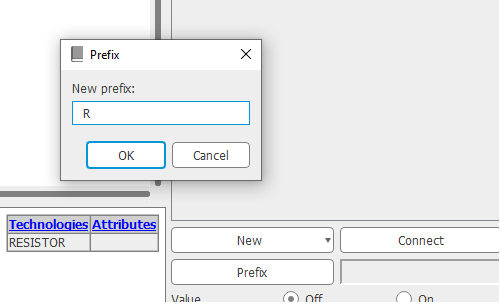 Prefix
New prefix:
R
OK Cancel
Technologies Attributes
RESISTOR
New Connect
Prefix
Value Off On